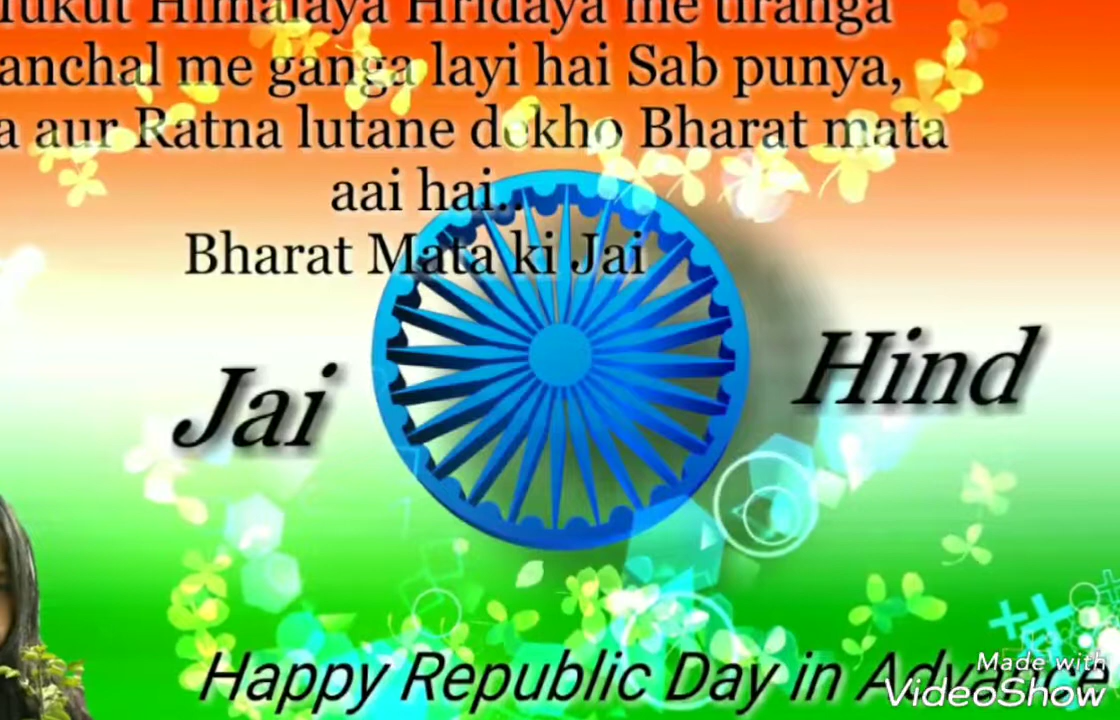 Himalaya Hridaya me tiranga
anchal me ganga layi hai Sab punya,
a aur Ratna lutane dekho Bharat mata
aai hai..
Bharat Mata ki Jai
Jai
Hind
Happy Republic Day in Advance
Made with
VideoShow